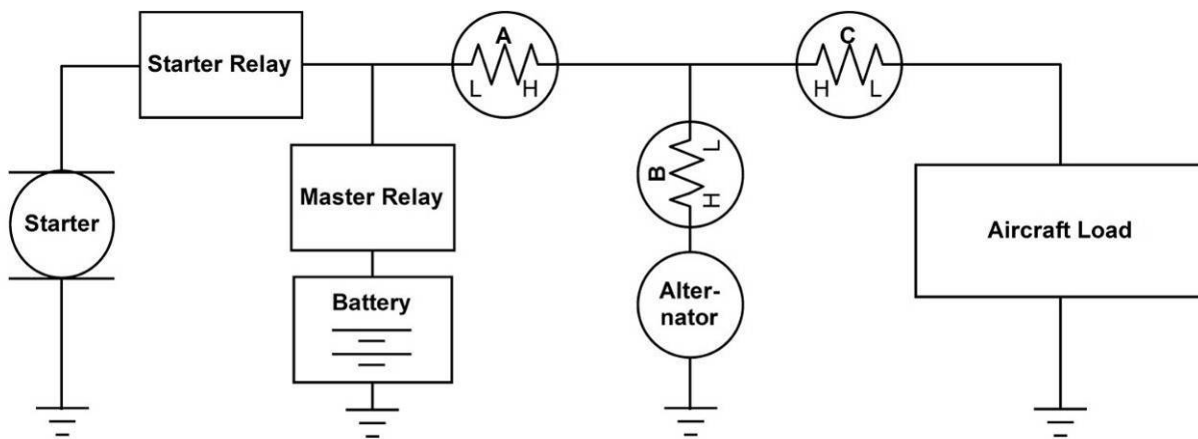 Starter Relay
A
L H
C
H L
Master Relay
B
L
H
Starter
Aircraft Load
Battery
Alter-
nator